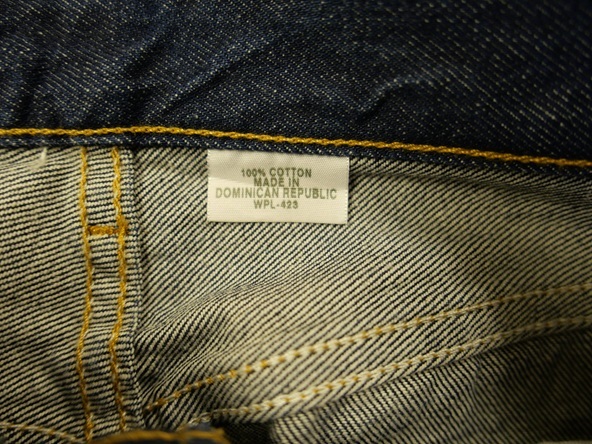 100% COTTON
MADE IN
DOMINICAN REPUBLIC
WPL-423